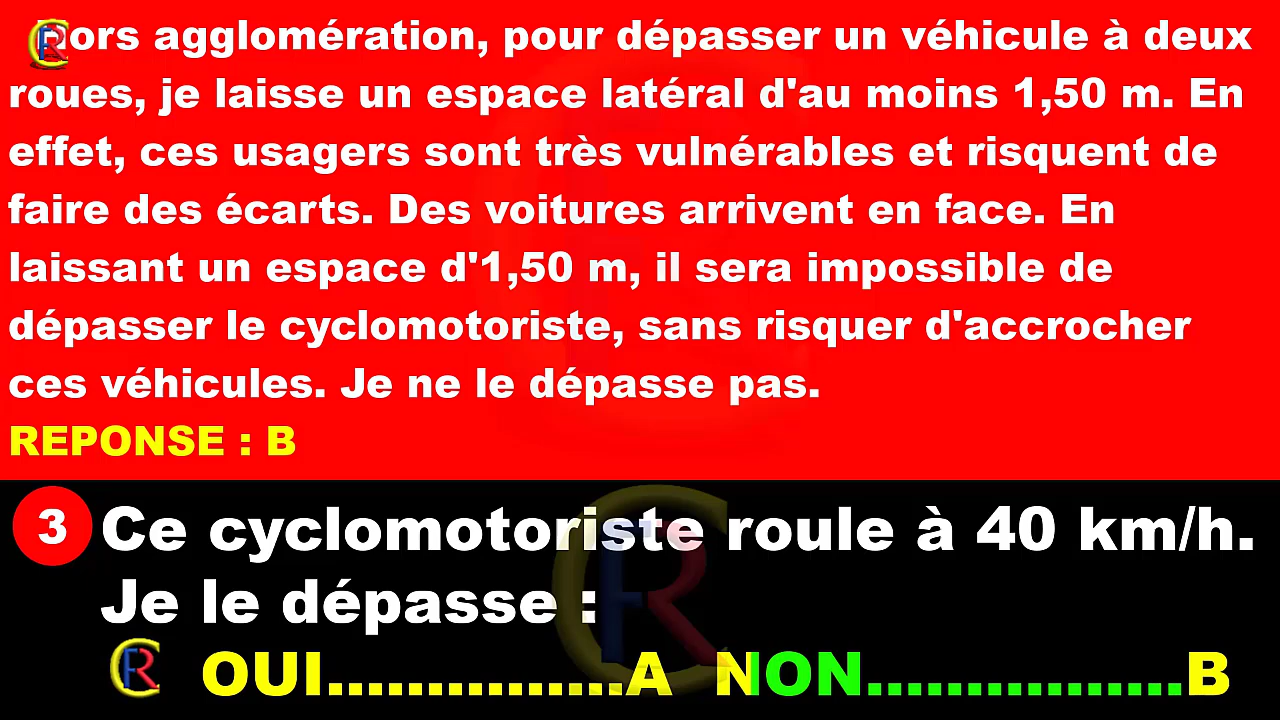 Hors agglomération, pour dépasser un véhicule à deux
roues, je laisse un espace latéral d'au moins 1,50 m. En
effet, ces usagers sont très vulnérables et risquent de
faire des écarts. Des voitures arrivent en face. En
laissant un espace d'1,50 m, il sera impossible de
dépasser le cyclomotoriste, sans risquer d'accrocher
ces véhicules. Je ne le dépasse pas.
REPONSE : B
3 Ce cyclomotoriste roule à 40 km/h.
Je le dépasse :
OUI...............A NON................B